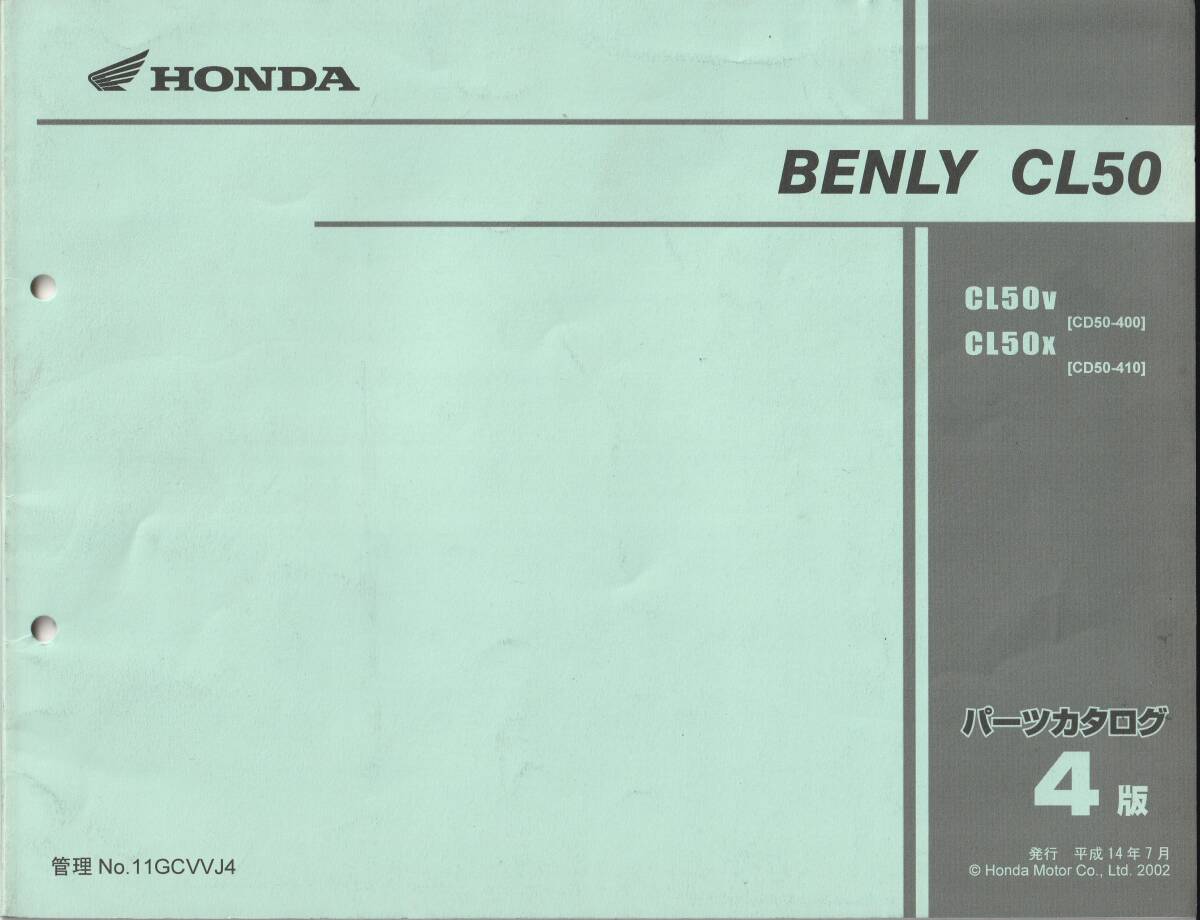 HONDA
BENLY CL50
CL50V
[CD50-400]
CL50X
[CD50-410]
パーツカタログ
4版
管理 No.11GCVVJ4
発行 平成14年7月
© Honda Motor Co., Ltd. 2002